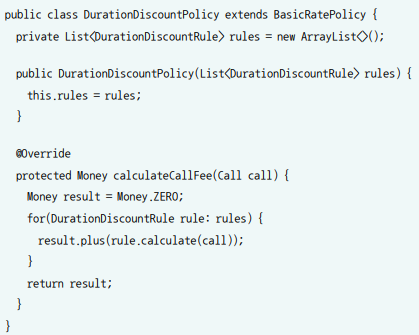 public class DurationDiscountPolicy extends BasicRatePolicy {
  private List<DurationDiscountRule> rules = new ArrayList<>();

  public DurationDiscountPolicy(List<DurationDiscountRule> rules) {
    this.rules = rules;
  }

  @Override
  protected Money calculateCallFee(Call call) {
    Money result = Money.ZERO;
    for(DurationDiscountRule rule: rules) {
      result.plus(rule.calculate(call));
    }
    return result;
  }
}